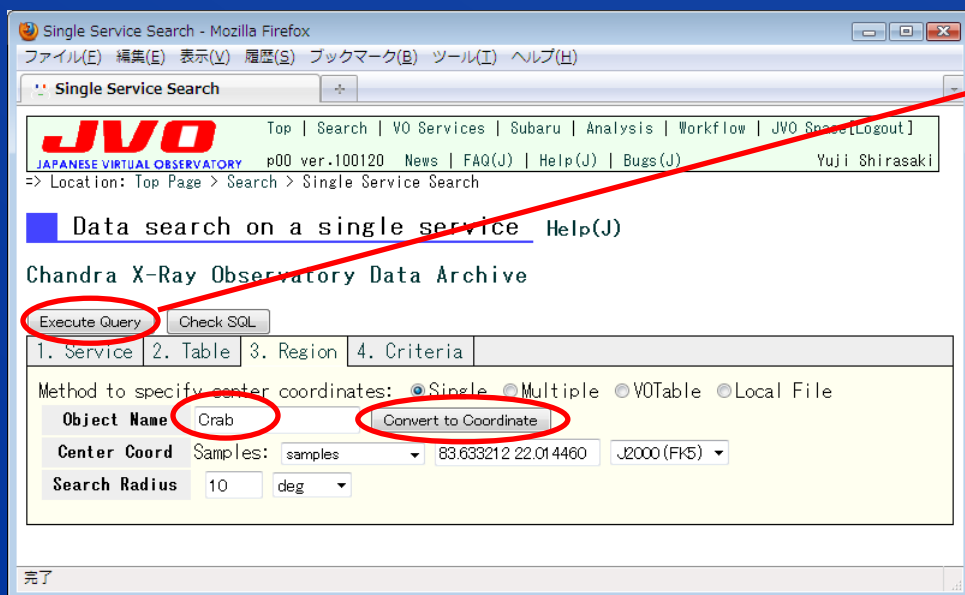 Single Service Search - Mozilla Firefox
ファイル(F) 編集(E) 表示(V) 履歴(S) ブックマーク(B) ツール(T) ヘルプ(H)
Single Service Search
JVO Top | Search | VO Services | Subaru | Analysis | Workflow | JVO Space[Logout]
JAPANESE VIRTUAL OBSERVATORY p00 ver.100120 News | FAQ(J) | Help(J) | Bugs(J) Yuji Shirasaki
=> Location: Top Page > Search > Single Service Search
Data search on a single service Help(J)
Chandra X-Ray Observatory Data Archive
Execute Query Check SQL
1. Service 2. Table 3. Region 4. Criteria
Method to specify center coordinates: Single Multiple VOTable Local File
Object Name Crab Convert to Coordinate
Center Coord Samples: samples 83.633212 22.014460 J2000 (FK5)
Search Radius 10 deg
完了